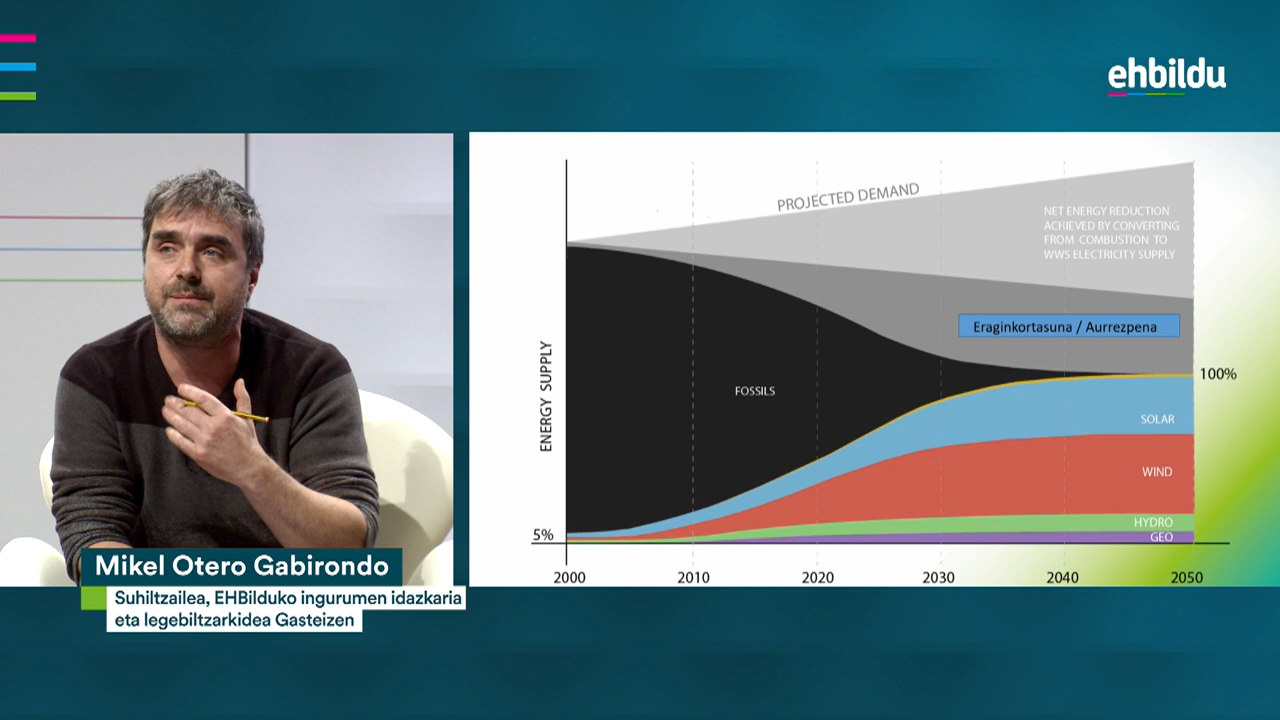 ehbildu
PROJECTED DEMAND
NET ENERGY REDUCTION
ACHIEVED BY CONVERTING
FROM COMBUSTION TO
WWS ELECTRICITY SUPPLY
Eraginkortasuna / Aurrezpena
ENERGY SUPPLY
FOSSILS
100%
SOLAR
WIND
HYDRO
GEO
5%
2000 2010 2020 2030 2040 2050
Mikel Otero Gabirondo
Suhiltzailea, EHBilduko ingurumen idazkaria
eta legebiltzarkidea Gasteizen